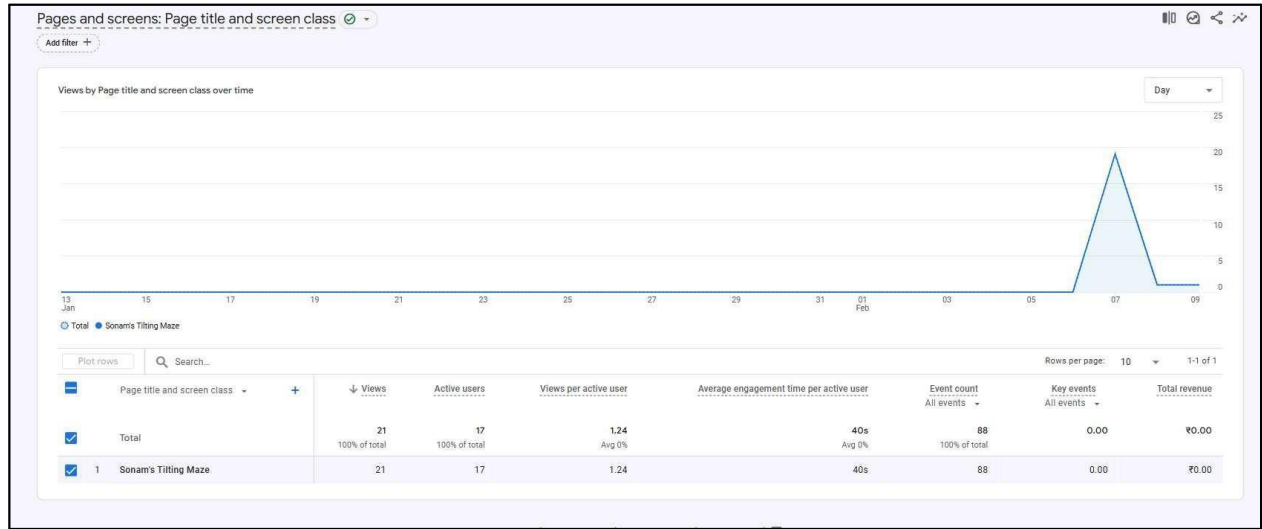 Pages and screens: Page title and screen class
Add filter +
Views by Page title and screen class over time
Day
25
20
15
10
5
0
13 15 17 19 21 23 25 27 29 31 01 03 05 07 09
Jan Feb
Total Sonam's Tilting Maze
Plot rows Search... Rows per page: 10 1-1 of 1
Page title and screen class + ↓ Views Active users Views per active user Average engagement time per active user Event count Key events Total revenue
All events All events
Total 21 17 1.24 40s 88 0.00 ₹0.00
100% of total 100% of total Avg 0% Avg 0% 100% of total
1 Sonam's Tilting Maze 21 17 1.24 40s 88 0.00 ₹0.00